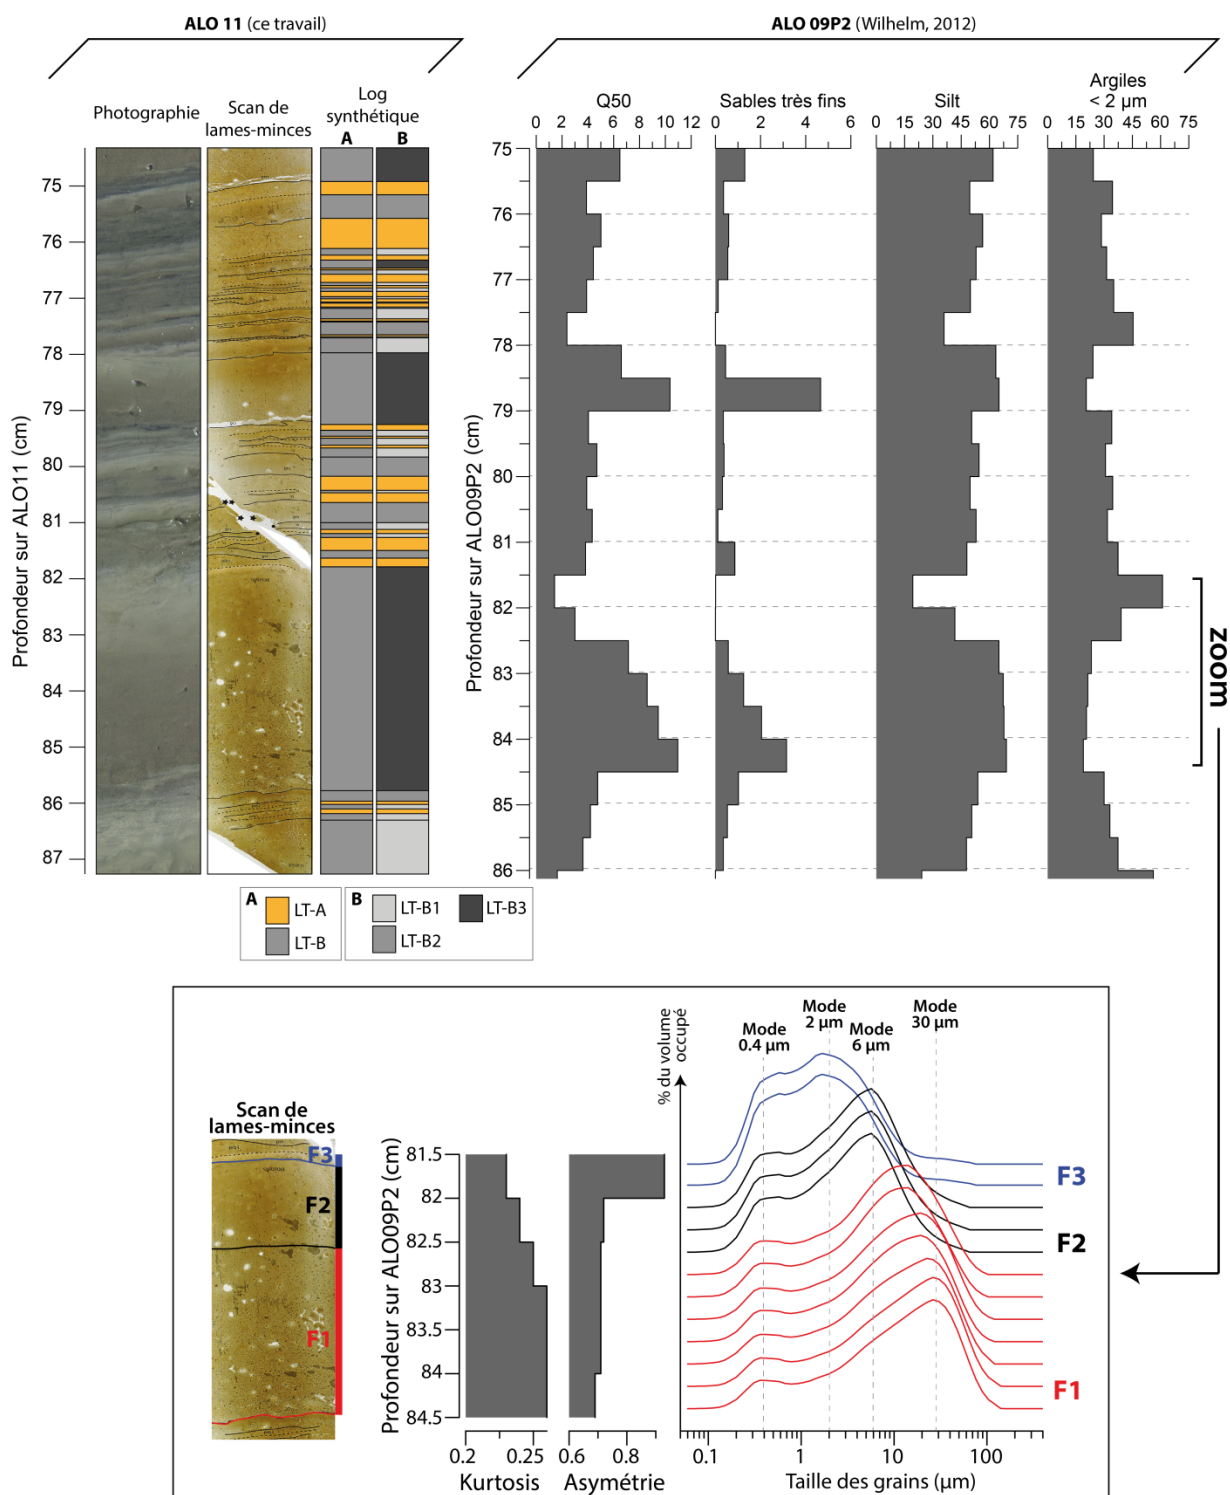 ALO 11 (ce travail)
ALO 09P2 (Wilhelm, 2012)
Photographie
Scan de
lames-minces
Log
synthétique
A B
Profondeur sur ALO11 (cm)
75
76
77
78
79
80
81
82
83
84
85
86
87
A
LT-A
LT-B
B
LT-B1
LT-B2
LT-B3
Q50
0 2 4 6 8 10 12
Sables très fins
0 2 4 6
Silt
0 15 30 45 60 75
Argiles
< 2 µm
0 15 30 45 60 75
Profondeur sur ALO09P2 (cm)
75
76
77
78
79
80
81
82
83
84
85
86
zoom
Scan de
lames-minces
F3
F2
F1
Profondeur sur ALO09P2 (cm)
81.5
82
82.5
83
83.5
84
84.5
0.2 0.25
Kurtosis
0.6 0.8
Asymétrie
% du volume
occupé
Mode
0.4 µm
Mode
2 µm
Mode
6 µm
Mode
30 µm
F3
F2
F1
0.1 1 10 100
Taille des grains (µm)